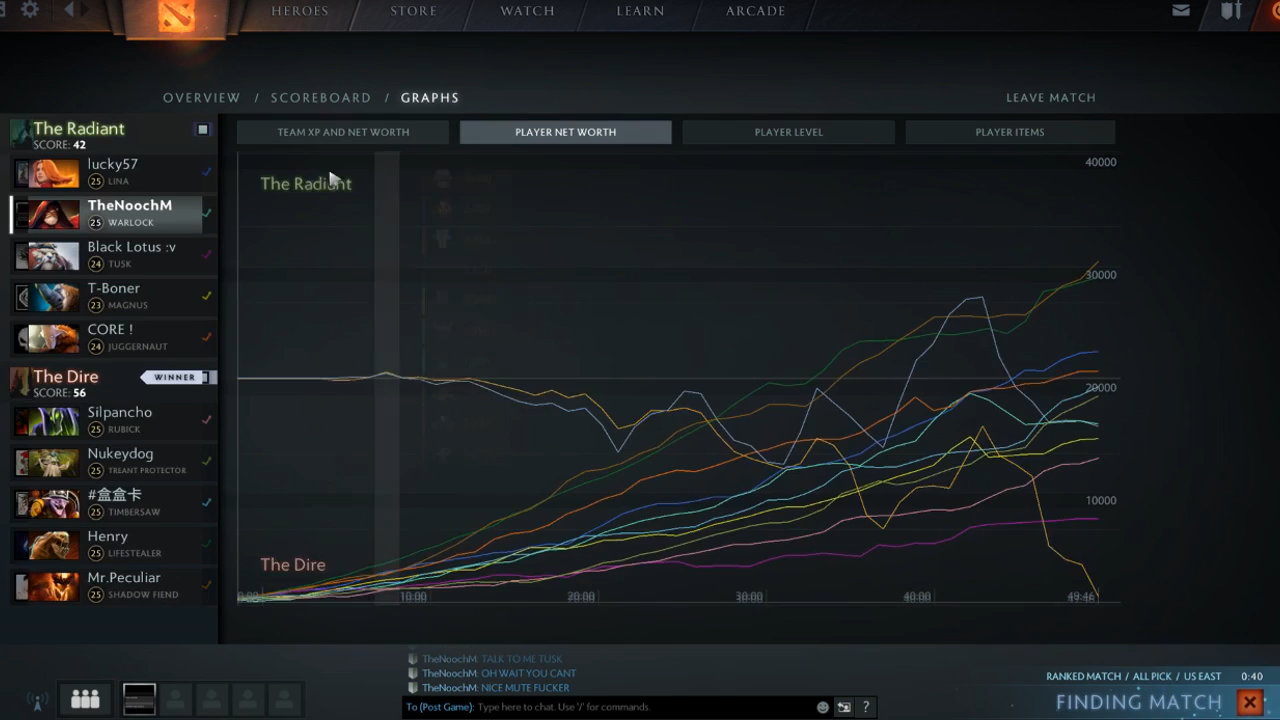 HEROES STORE WATCH LEARN ARCADE
OVERVIEW / SCOREBOARD / GRAPHS
LEAVE MATCH
The Radiant
SCORE: 42
lucky57
25 LINA
TheNoochM
25 WARLOCK
Black Lotus :v
24 TUSK
T-Boner
23 MAGNUS
CORE !
24 JUGGERNAUT
The Dire
WINNER
SCORE: 56
Silpancho
25 RUBICK
Nukeydog
25 TREANT PROTECTOR
#盒盒卡
25 TIMBERSAW
Henry
25 LIFESTEALER
Mr.Peculiar
25 SHADOW FIEND
TEAM XP AND NET WORTH
PLAYER NET WORTH
PLAYER LEVEL
PLAYER ITEMS
The Radiant
40000
30000
20000
10000
The Dire
0:00 10:00 20:00 30:00 40:00 49:46
TheNoochM: TALK TO ME TUSK
TheNoochM: OH WAIT YOU CANT
TheNoochM: NICE MUTE FUCKER
To (Post Game): Type here to chat. Use '/' for commands.
?
RANKED MATCH / ALL PICK / US EAST 0:40
FINDING MATCH